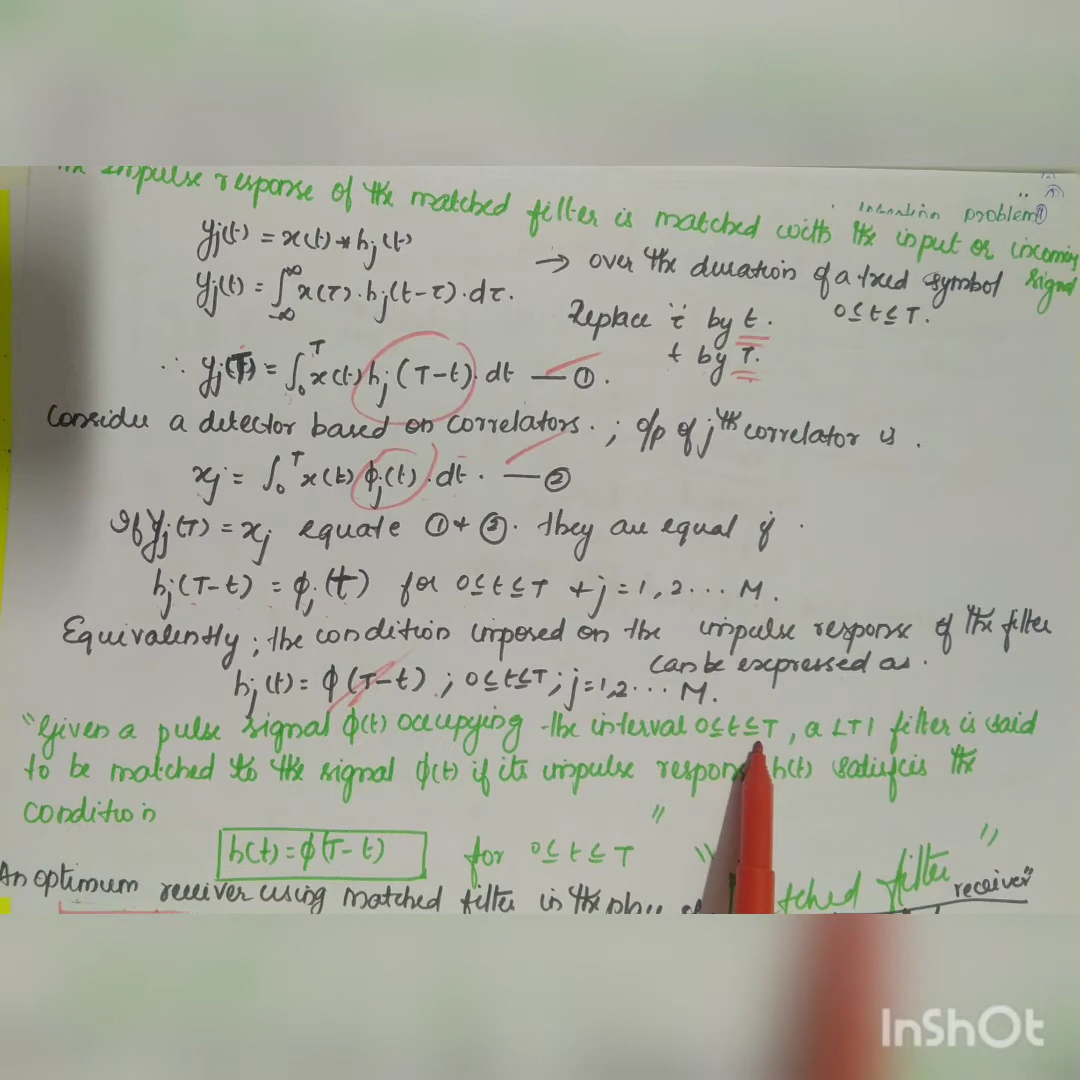 impulse response of the matched filter is matched with the input or incoming signal
problem
yj(t) = x(t) * hj(t)
→ over the duration of a fixed symbol
0≤t≤T.
yj(t) = ∫_{-∞}^{∞} x(τ). hj(t-τ). dτ.
Replace τ by t.
t by T.
∴ yj(T) = ∫_0^T x(t) hj (T-t). dt — ①.
Consider a detector based on correlators. ; o/p of jth correlator is.
xj = ∫_0^T x(t) ϕj(t). dt. — ②
If yj(T) = xj equate ① + ②. They are equal if
hj(T-t) = ϕj(t) for 0≤t≤T + j=1,2... M.
Equivalently; the condition imposed on the impulse response of the filter
can be expressed as.
hj(t) = ϕ(T-t) ; 0≤t≤T; j=1,2... M.
"Given a pulse signal ϕ(t) occupying the interval 0≤t≤T, a LTI filter is said
to be matched to the signal ϕ(t) if its impulse respon h(t) satisfies the
condition "
h(t) = ϕ(T-t) for 0≤t≤T "
An optimum receiver using matched filter in the place tched filter receiver"
InShOt